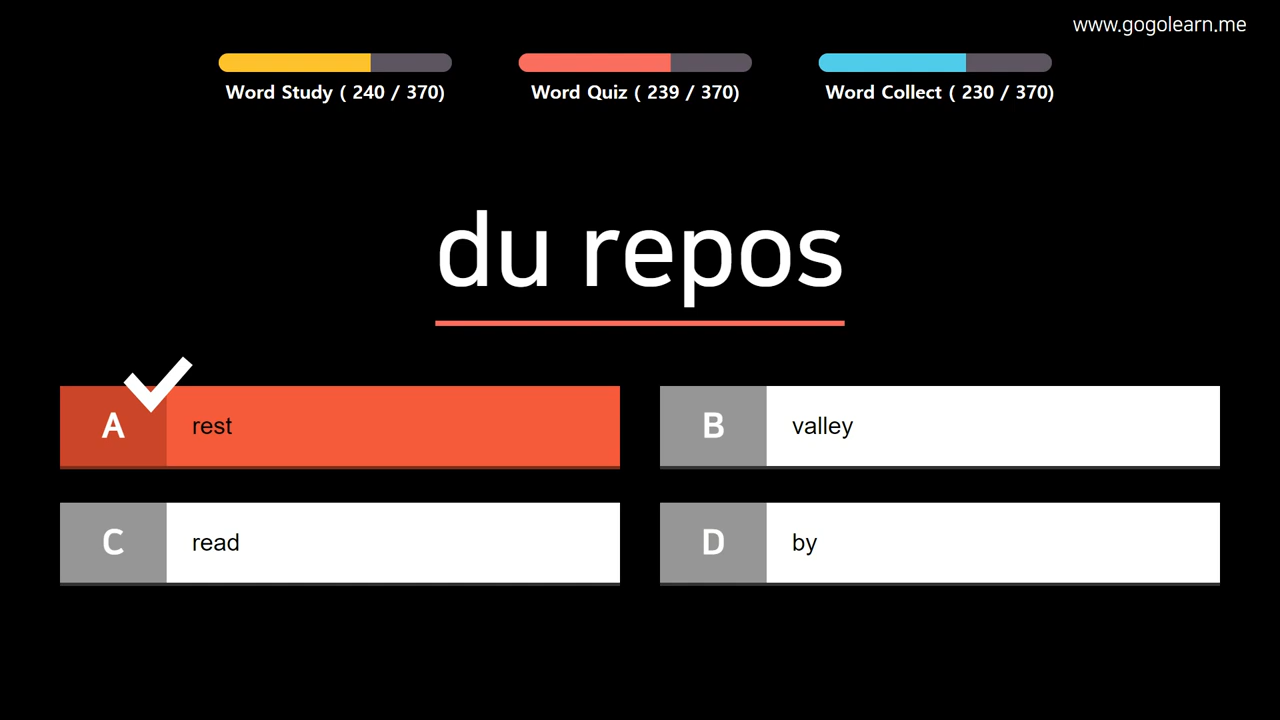 www.gogolearn.me
Word Study ( 240 / 370)
Word Quiz ( 239 / 370)
Word Collect ( 230 / 370)
du repos
A rest
B valley
C read
D by